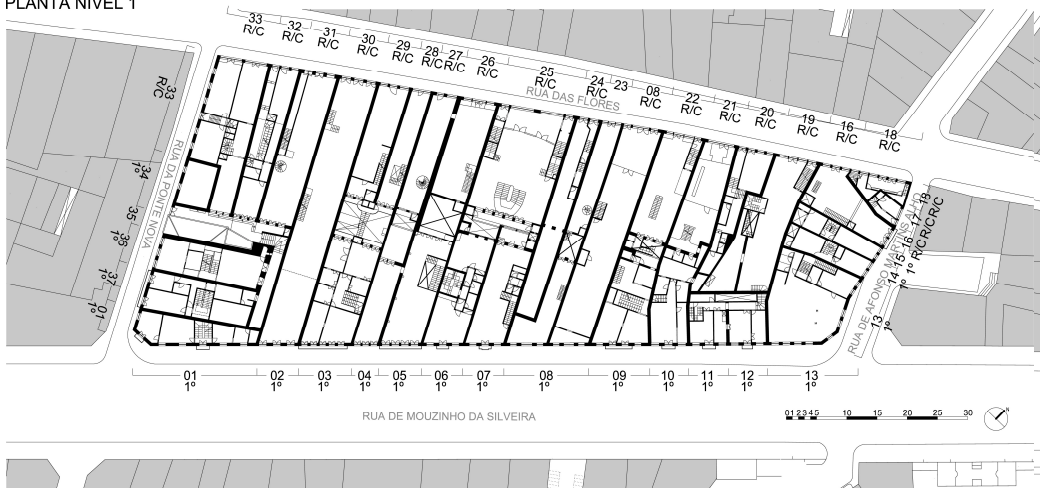 PLANTA NÍVEL 1
33 32 31 30 29 28 27 26 25 24 23 08 22 21 20 19 16 18
R/C R/C R/C R/C R/C R/C R/C R/C R/C R/C R/C R/C R/C R/C R/C R/C R/C
RUA DAS FLORES
33
R/C
34
1º
35
36
1º
37
1º
01
1º
RUA DA PONTE NOVA
13 14 15 16 17 18
1º 1º R/C R/C R/C
RUA DE AFONSO MARTINS ALHO
01 02 03 04 05 06 07 08 09 10 11 12 13
1º 1º 1º 1º 1º 1º 1º 1º 1º 1º 1º 1º 1º
RUA DE MOUZINHO DA SILVEIRA
0 1 2 3 4 5 10 15 20 25 30
N